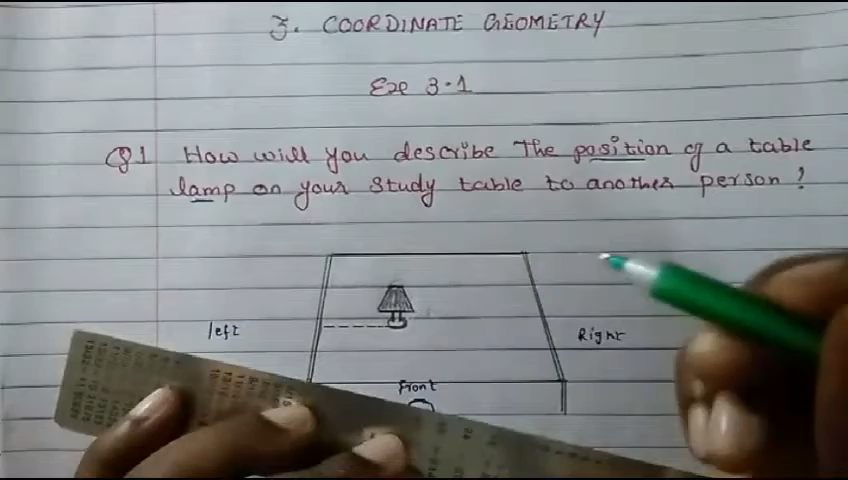 3. COORDINATE GEOMETRY
Exe 3.1
Q1 How will you describe the position of a table
lamp on your study table to another person?
left
Right
Front